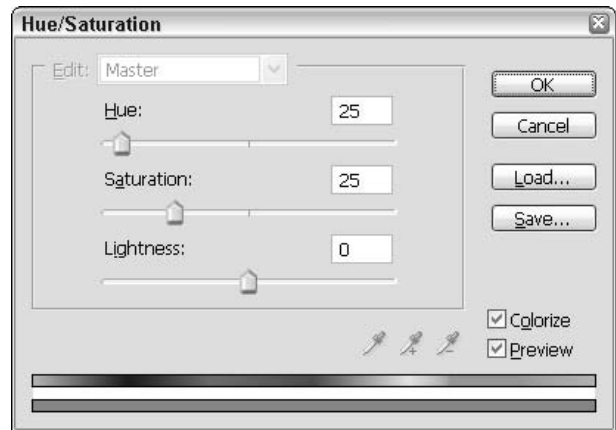 Hue/Saturation
Edit: Master
Hue: 25
Saturation: 25
Lightness: 0
OK
Cancel
Load...
Save...
Colorize
Preview